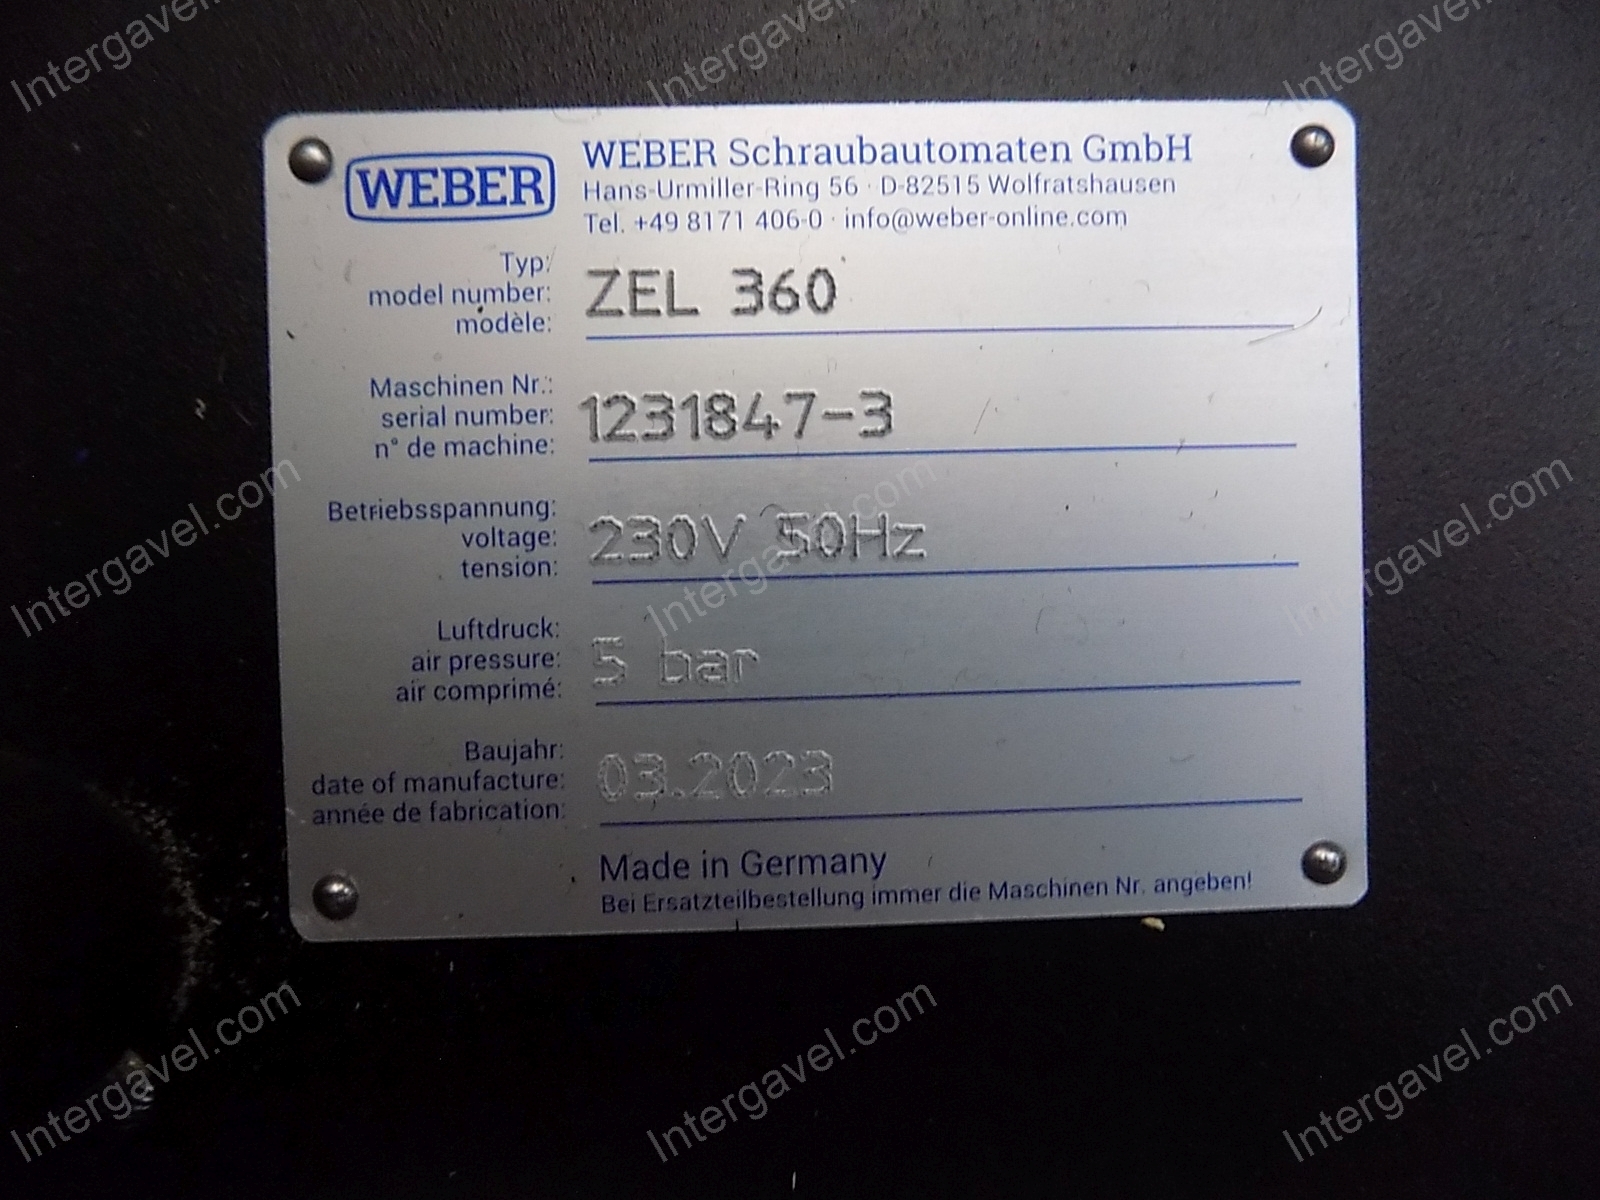 WEBER
WEBER Schraubautomaten GmbH
Hans-Urmiller-Ring 56 · D-82515 Wolfratshausen
Tel. +49 8171 406-0 · info@weber-online.com
Typ:
model number:
modèle:
ZEL 360
Maschinen Nr.:
serial number:
n° de machine:
1231847-3
Betriebsspannung:
voltage:
tension:
230V 50Hz
Luftdruck:
air pressure:
air comprimé:
5 bar
Baujahr:
date of manufacture:
année de fabrication:
03.2023
Made in Germany
Bei Ersatzteilbestellung immer die Maschinen Nr. angeben!
Intergavel.com
Intergavel.com
Intergavel.com
Intergavel.com
Intergavel.com
Intergavel.com
Intergavel.com
Intergavel.com
Intergavel.com